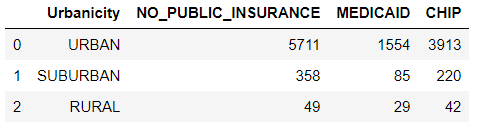 Urbanicity NO_PUBLIC_INSURANCE MEDICAID CHIP
0 URBAN 5711 1554 3913
1 SUBURBAN 358 85 220
2 RURAL 49 29 42